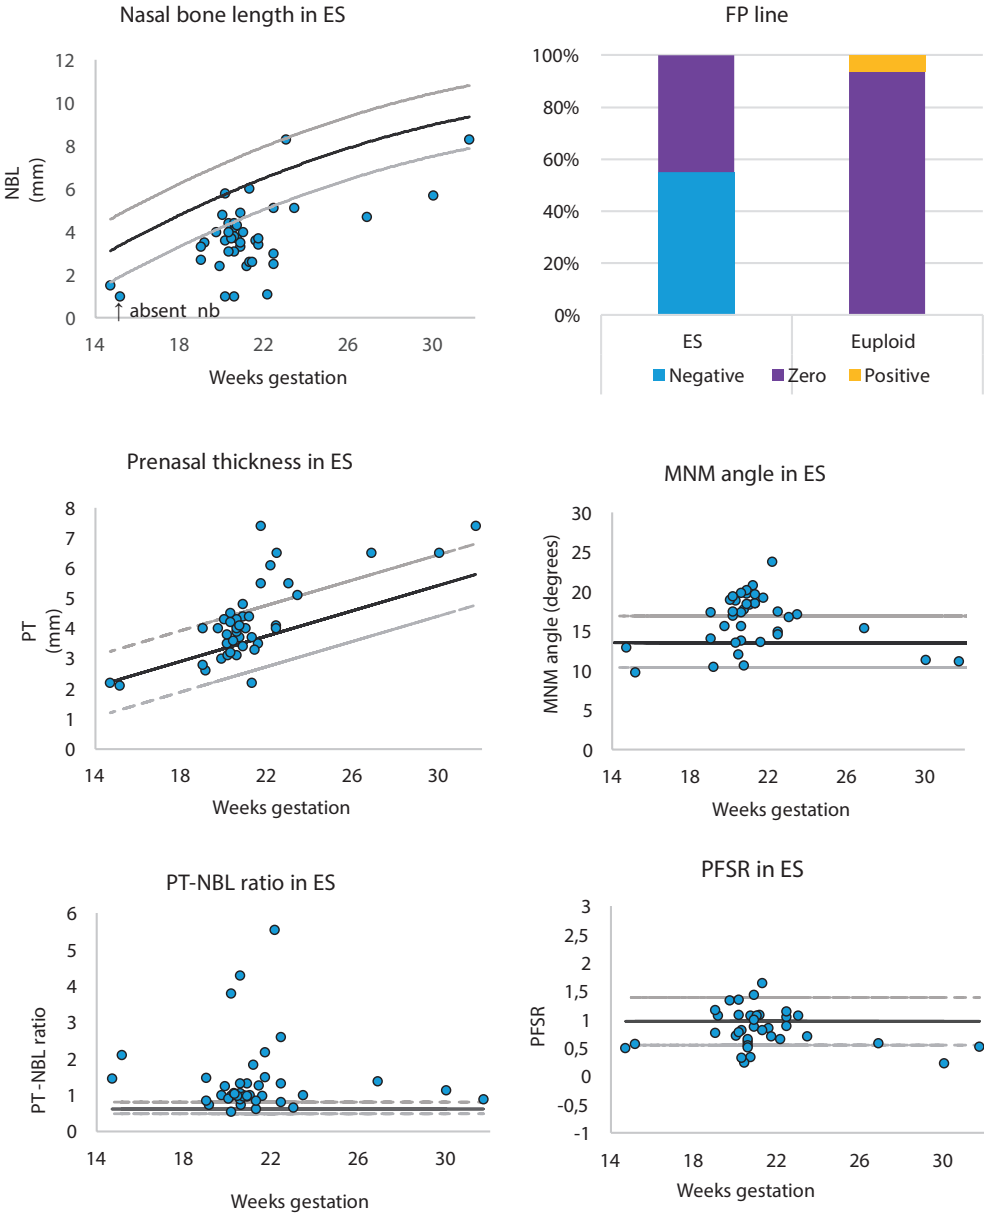 Nasal bone length in ES
12
10
8
6
4
2
0
NBL
(mm)
↑ absent nb
14 18 22 26 30
Weeks gestation
FP line
100%
80%
60%
40%
20%
0%
ES Euploid
Negative Zero Positive
Prenasal thickness in ES
8
7
6
5
4
3
2
1
0
PT
(mm)
14 18 22 26 30
Weeks gestation
MNM angle in ES
30
25
20
15
10
5
0
MNM angle (degrees)
14 18 22 26 30
Weeks gestation
PT-NBL ratio in ES
6
5
4
3
2
1
0
PT-NBL ratio
14 18 22 26 30
Weeks gestation
PFSR in ES
3
2,5
2
1,5
1
0,5
0
-0,5
-1
PFSR
14 18 22 26 30
Weeks gestation